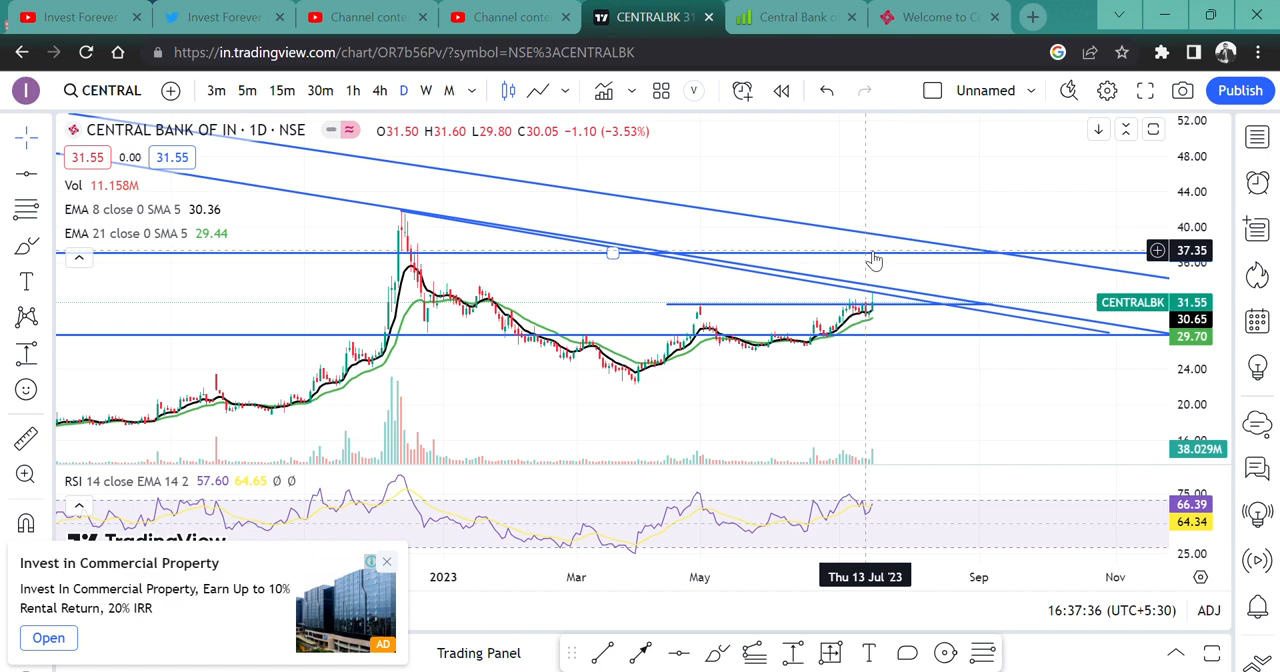 Invest Forever
Invest Forever
Channel conte
Channel conte
CENTRALBK 31
Central Bank o
Welcome to C
https://in.tradingview.com/chart/OR7b56Pv/?symbol=NSE%3ACENTRALBK
I
CENTRAL
3m 5m 15m 30m 1h 4h D W M
V
Unnamed
Publish
CENTRAL BANK OF IN · 1D · NSE
O31.50 H31.60 L29.80 C30.05 −1.10 (−3.53%)
31.55 0.00 31.55
Vol 11.158M
EMA 8 close 0 SMA 5 30.36
EMA 21 close 0 SMA 5 29.44
52.00
48.00
44.00
40.00
37.35
36.00
CENTRALBK 31.55
30.65
29.70
24.00
20.00
16.00
38.029M
RSI 14 close EMA 14 2 57.60 64.65 Ø Ø
75.00
66.39
64.34
25.00
TradingView
2023 Mar May Thu 13 Jul '23 Sep Nov
Invest in Commercial Property
Invest In Commercial Property, Earn Up to 10%
Rental Return, 20% IRR
Open
AD
16:37:36 (UTC+5:30) ADJ
Trading Panel